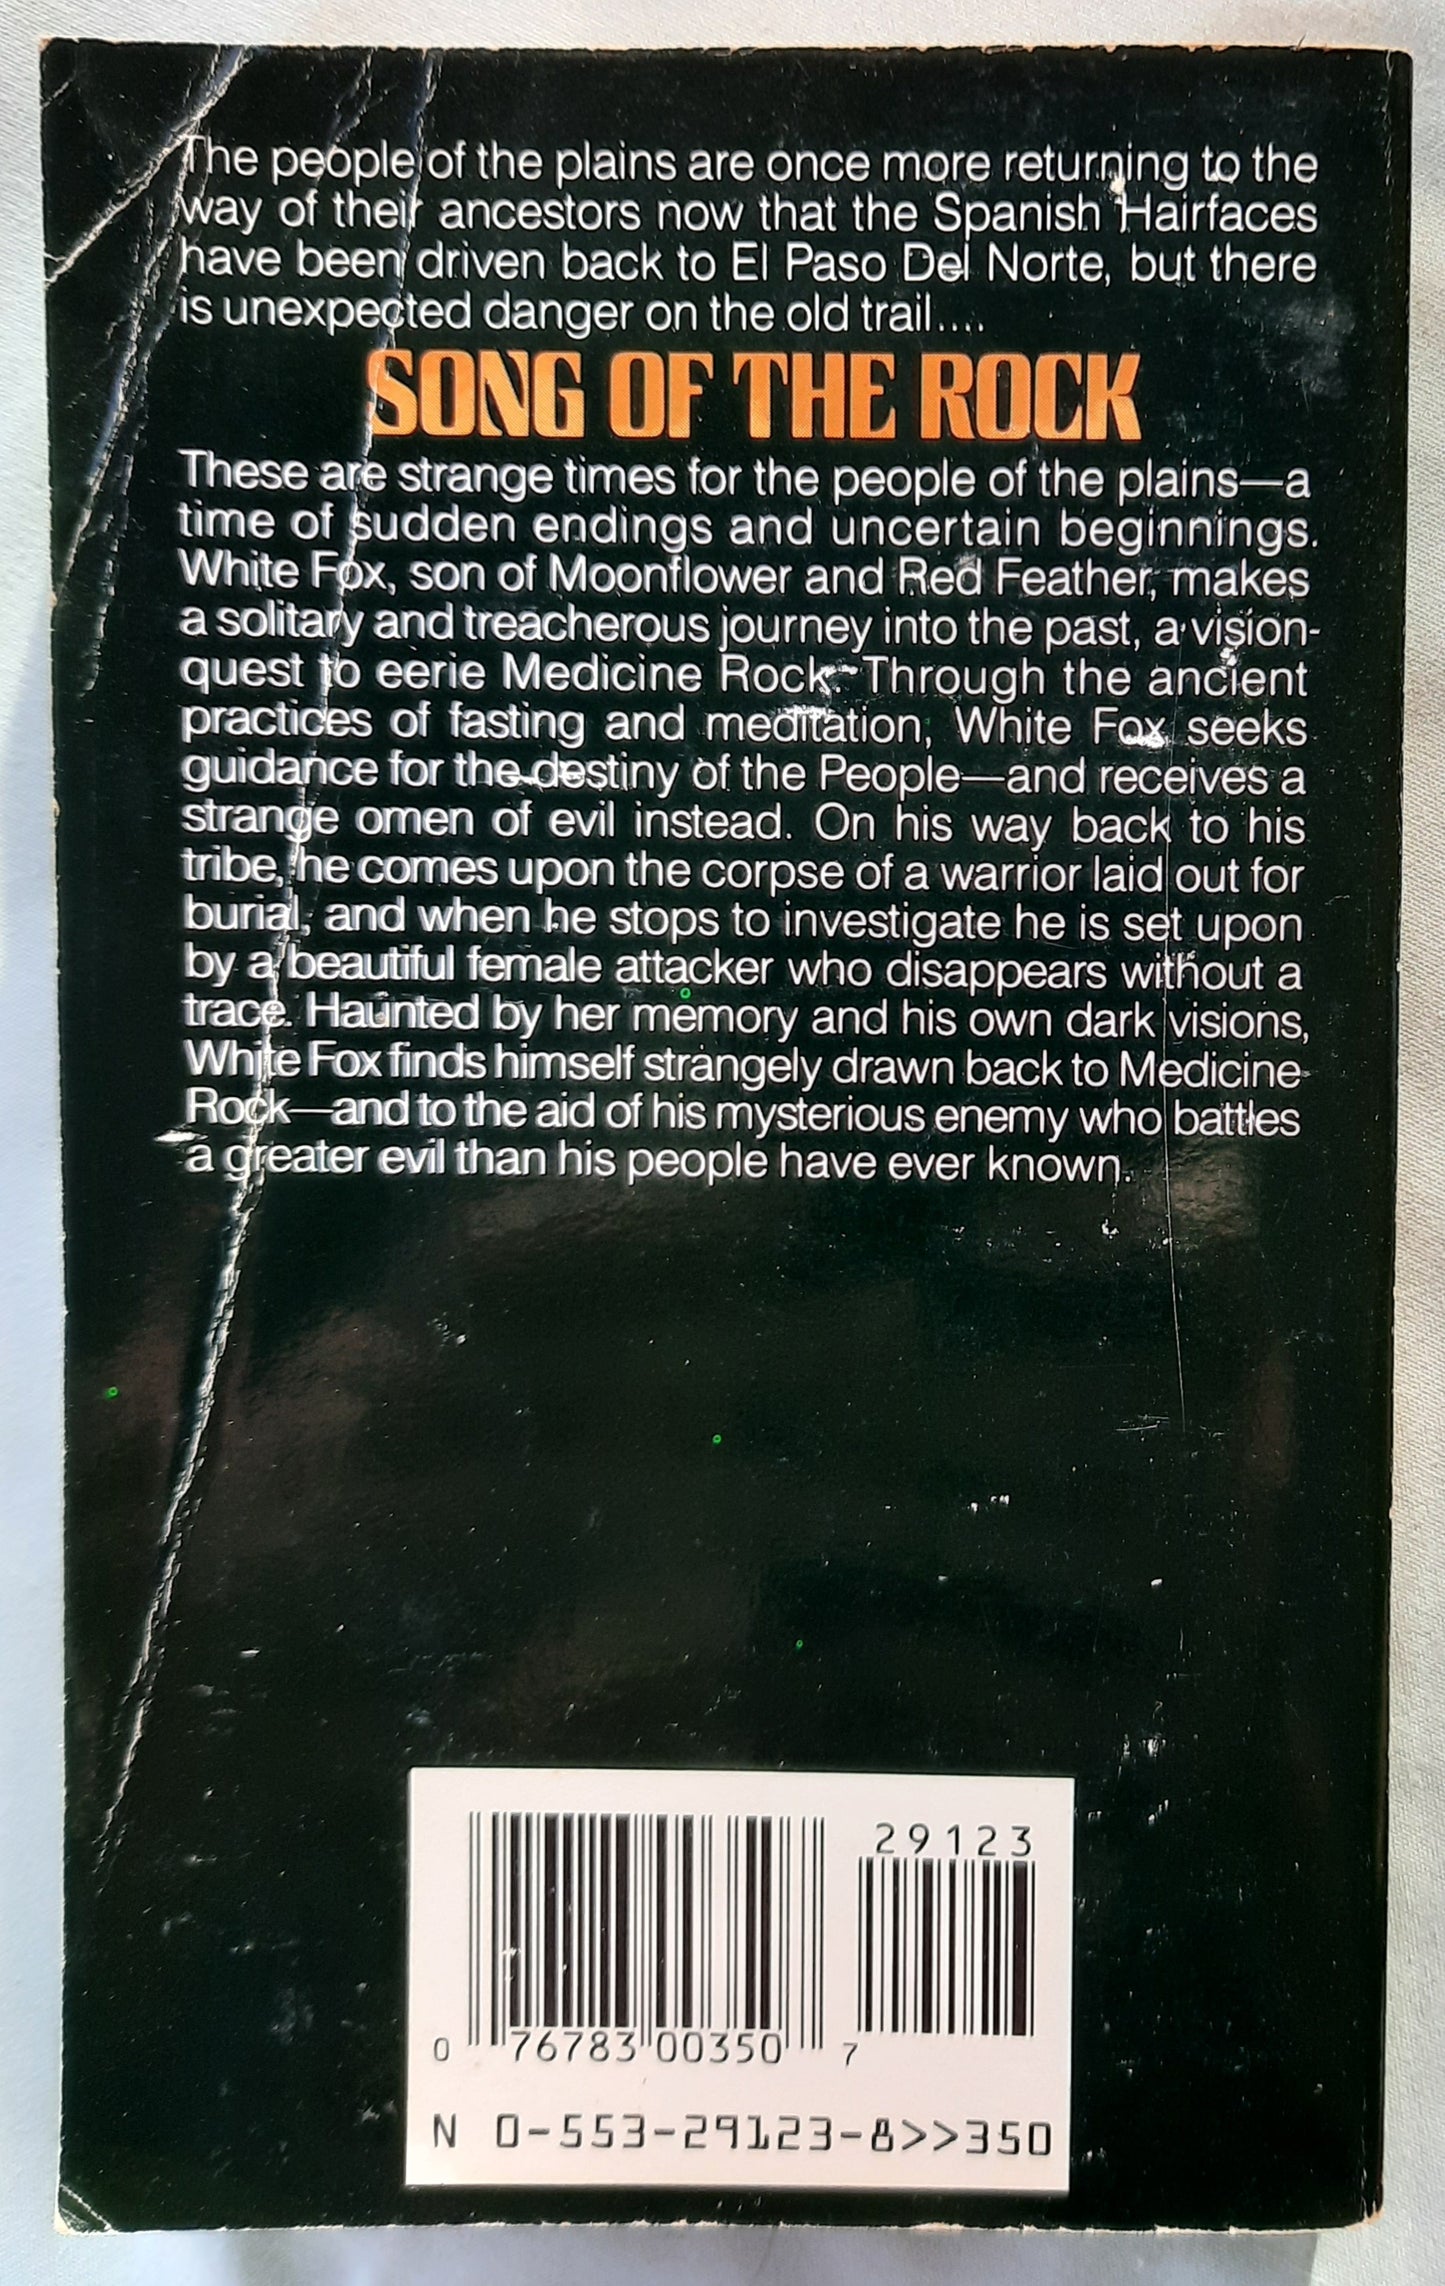 The people of the plains are once more returning to the
way of their ancestors now that the Spanish Hairfaces
have been driven back to El Paso Del Norte, but there
is unexpected danger on the old trail....
SONG OF THE ROCK
These are strange times for the people of the plains—a
time of sudden endings and uncertain beginnings.
White Fox, son of Moonflower and Red Feather, makes
a solitary and treacherous journey into the past, a vision-
quest to eerie Medicine Rock. Through the ancient
practices of fasting and meditation, White Fox seeks
guidance for the destiny of the People—and receives a
strange omen of evil instead. On his way back to his
tribe, he comes upon the corpse of a warrior laid out for
burial, and when he stops to investigate he is set upon
by a beautiful female attacker who disappears without a
trace. Haunted by her memory and his own dark visions,
White Fox finds himself strangely drawn back to Medicine
Rock—and to the aid of his mysterious enemy who battles
a greater evil than his people have ever known.
29123
0 76783 00350 7
N 0-553-29123-8>>350